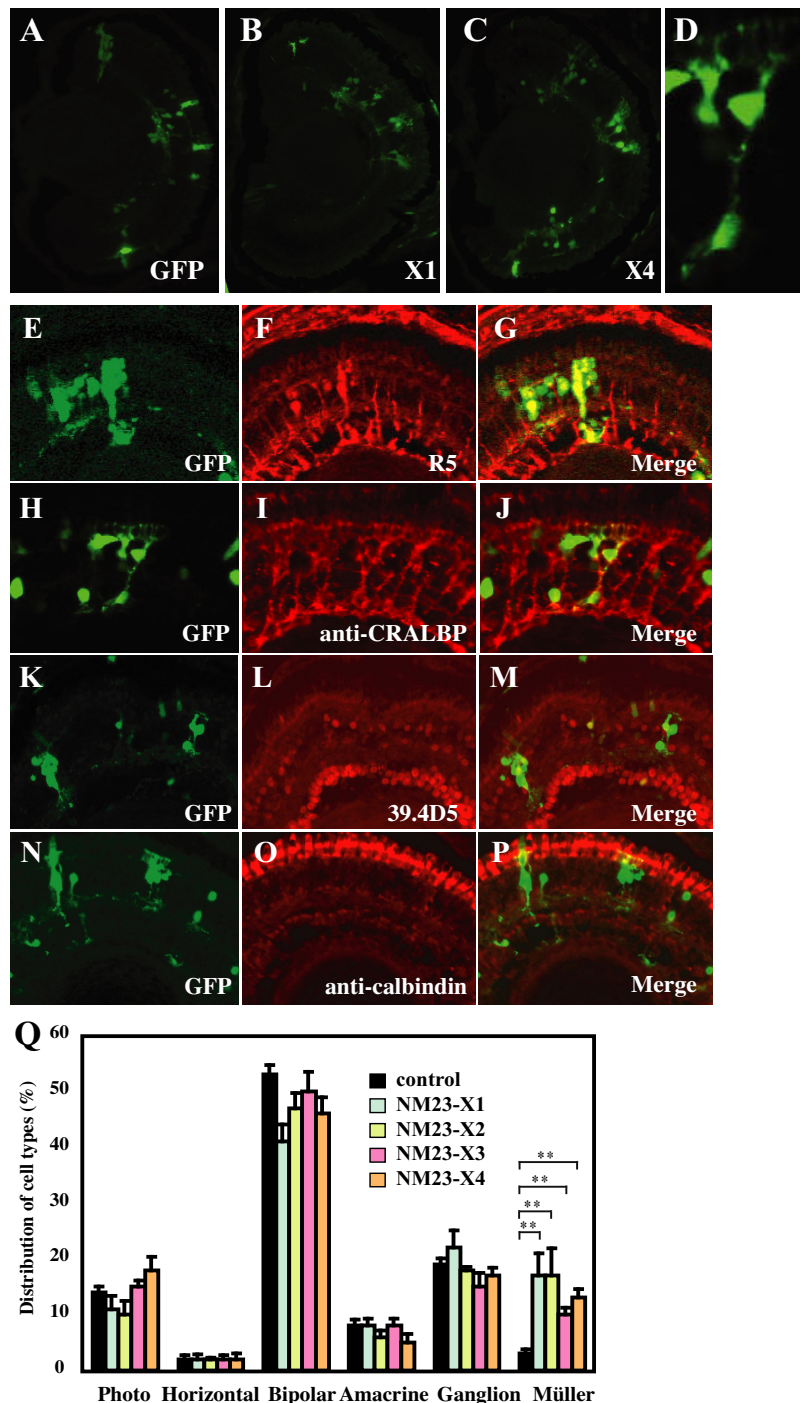 A B C D
GFP X1 X4
E F G
GFP R5 Merge
H I J
GFP anti-CRALBP Merge
K L M
GFP 39.4D5 Merge
N O P
GFP anti-calbindin Merge
Q
Distribution of cell types (%)
60
50
40
30
20
10
0
control
NM23-X1
NM23-X2
NM23-X3
NM23-X4
**
**
**
**
Photo Horizontal Bipolar Amacrine Ganglion Müller